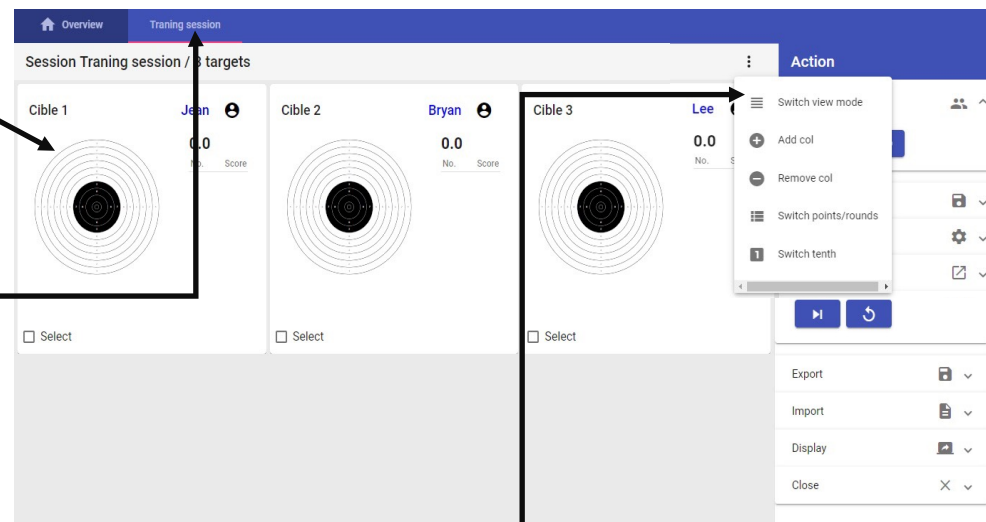 Overview
Traning session
Session Traning session / 3 targets
Action
Cible 1
Jean
0.0
No. Score
Select
Cible 2
Bryan
0.0
No. Score
Select
Cible 3
Lee
0.0
No.
Select
Switch view mode
Add col
Remove col
Switch points/rounds
1 Switch tenth
Export
Import
Display
Close